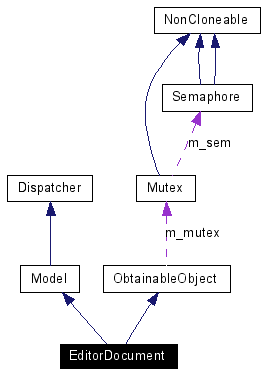 NonCloneable
Semaphore
m_sem
Dispatcher
Mutex
m_mutex
Model
ObtainableObject
EditorDocument